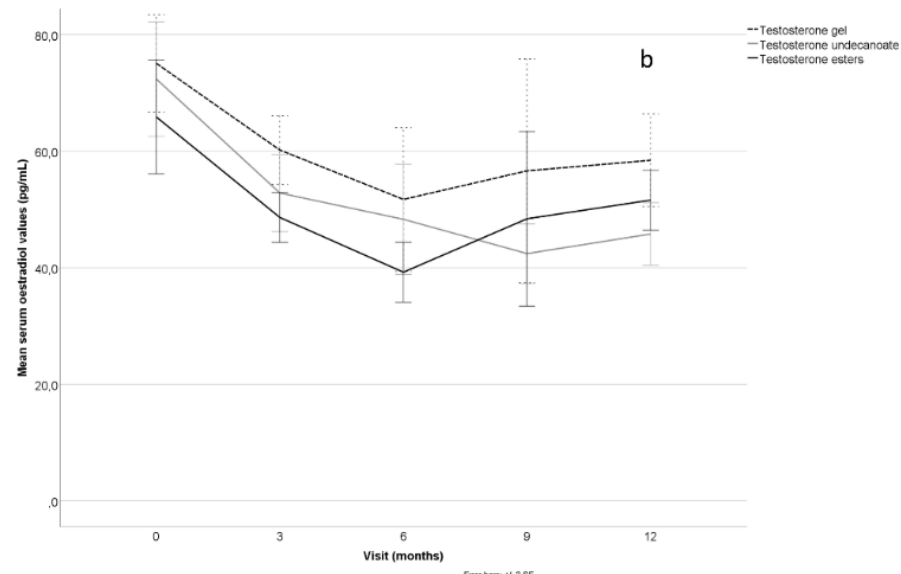 Testosterone gel
Testosterone undecanoate
Testosterone esters
b
Mean serum oestradiol values (pg/mL)
80,0
60,0
40,0
20,0
,0
0 3 6 9 12
Visit (months)